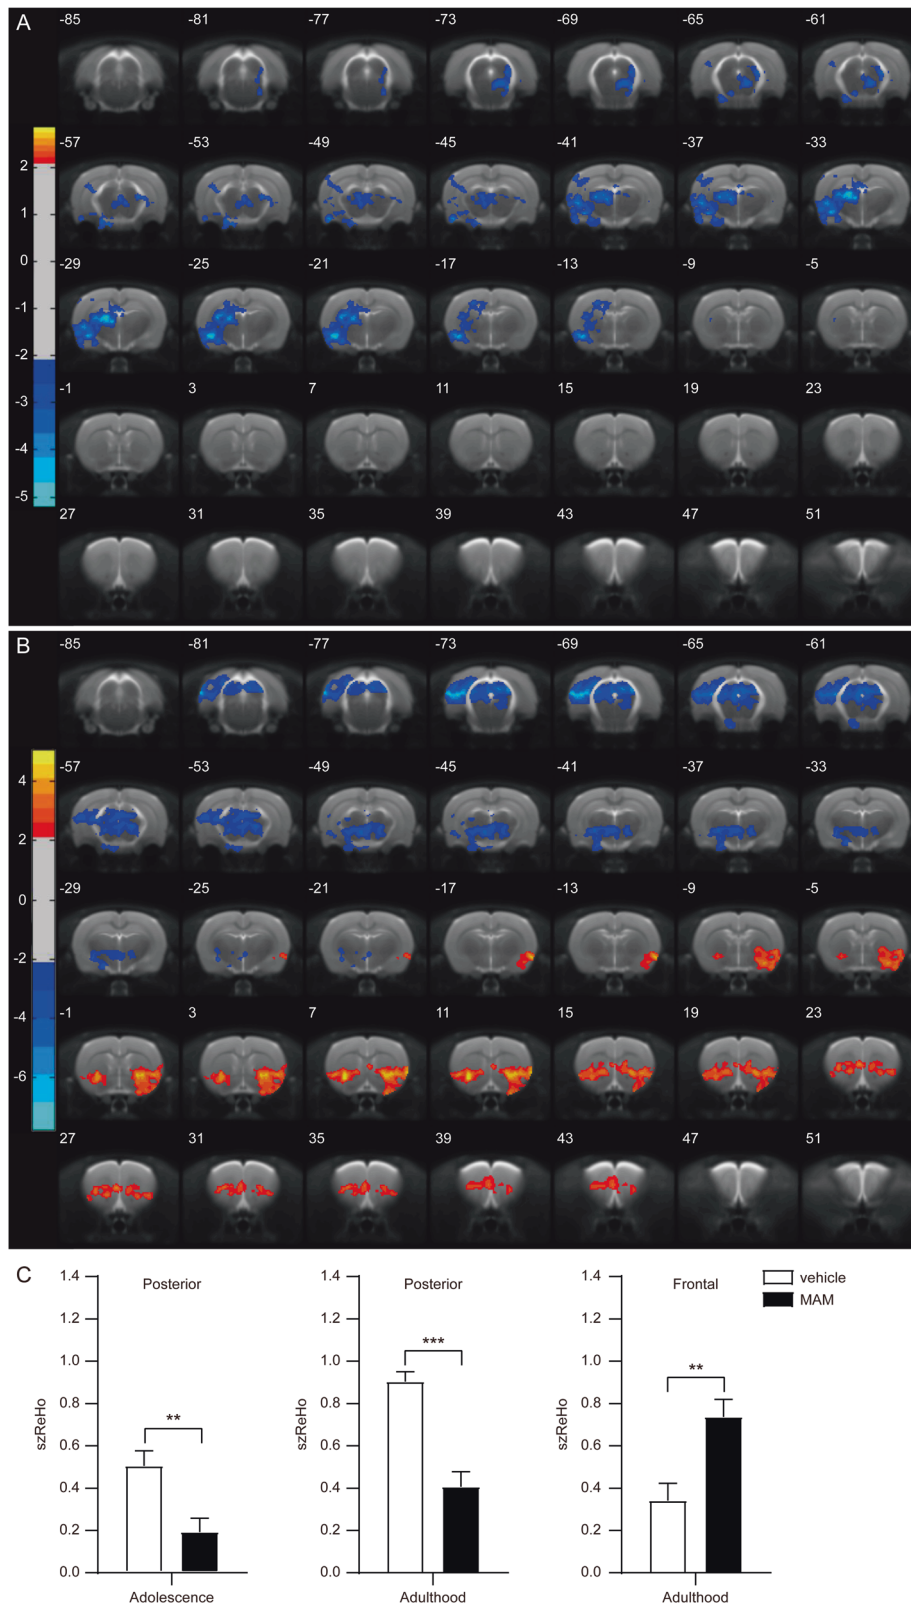 A
-85 -81 -77 -73 -69 -65 -61
-57 -53 -49 -45 -41 -37 -33
2
1
0
-29 -25 -21 -17 -13 -9 -5
-1
-2
-1 3 7 11 15 19 23
-3
-4
-5
27 31 35 39 43 47 51
B
-85 -81 -77 -73 -69 -65 -61
-57 -53 -49 -45 -41 -37 -33
4
2
-29 -25 -21 -17 -13 -9 -5
0
-2
-1 3 7 11 15 19 23
-4
-6
27 31 35 39 43 47 51
C
Posterior
1.4
1.2
1.0
0.8
0.6
0.4
0.2
0.0
szReHo
**
Adolescence
Posterior
1.4
1.2
1.0
0.8
0.6
0.4
0.2
0.0
szReHo
***
Adulthood
Frontal
1.4
1.2
1.0
0.8
0.6
0.4
0.2
0.0
szReHo
**
Adulthood
vehicle
MAM